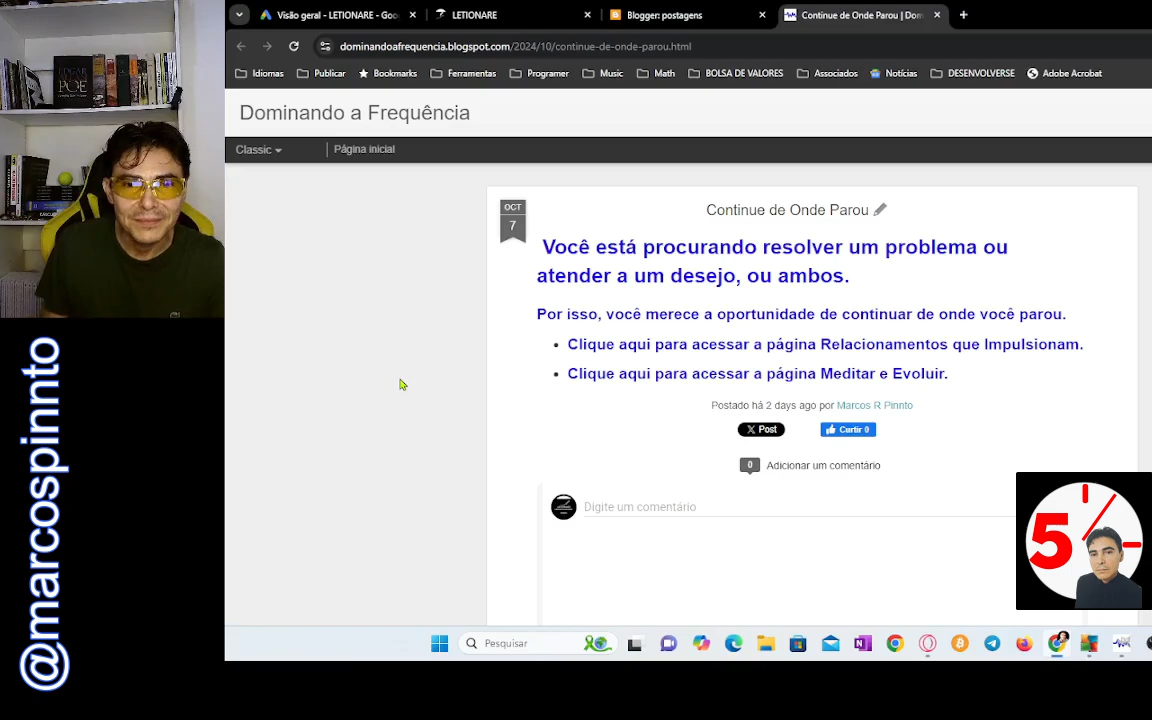 Visão geral - LETIONARE - Goo
LETIONARE
Blogger: postagens
Continue de Onde Parou | Dom
dominandoafrequencia.blogspot.com/2024/10/continue-de-onde-parou.html
Idiomas
Publicar
Bookmarks
Ferramentas
Programer
Music
Math
BOLSA DE VALORES
Associados
Notícias
DESENVOLVERSE
Adobe Acrobat
EDGAR
POE
Dominando a Frequência
Classic
Página inicial
OCT
7
Continue de Onde Parou
Você está procurando resolver um problema ou
atender a um desejo, ou ambos.
Por isso, você merece a oportunidade de continuar de onde você parou.
• Clique aqui para acessar a página Relacionamentos que Impulsionam.
• Clique aqui para acessar a página Meditar e Evoluir.
Postado há 2 days ago por Marcos R Pinnto
X Post
Curtir 0
0 Adicionar um comentário
Digite um comentário
5
@marcospinnto
Pesquisar